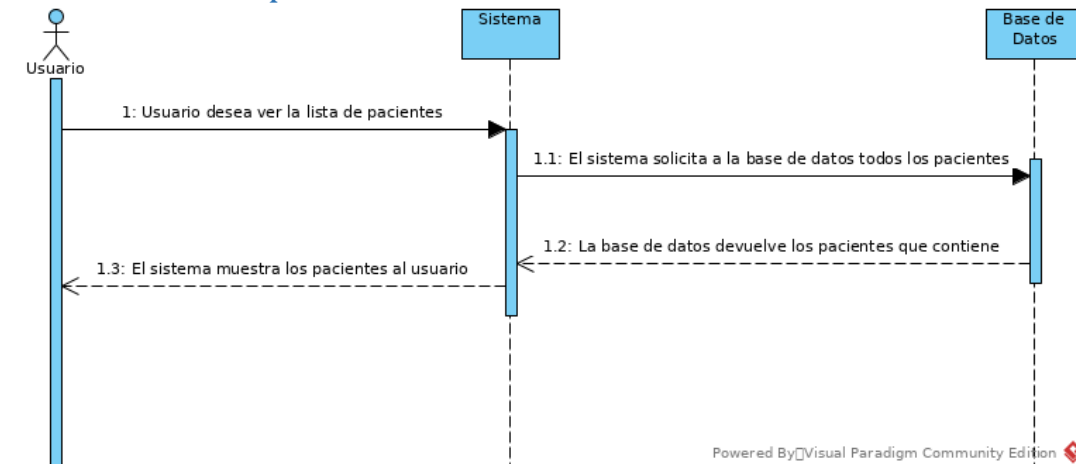 Sistema
Base de
Datos
Usuario
1: Usuario desea ver la lista de pacientes
1.1: El sistema solicita a la base de datos todos los pacientes
1.2: La base de datos devuelve los pacientes que contiene
1.3: El sistema muestra los pacientes al usuario
Powered By Visual Paradigm Community Edition